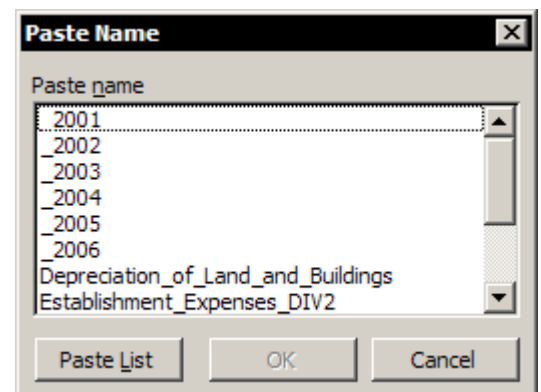 Paste Name
Paste name
_2001
_2002
_2003
_2004
_2005
_2006
Depreciation_of_Land_and_Buildings
Establishment_Expenses_DIV2
Paste List OK Cancel